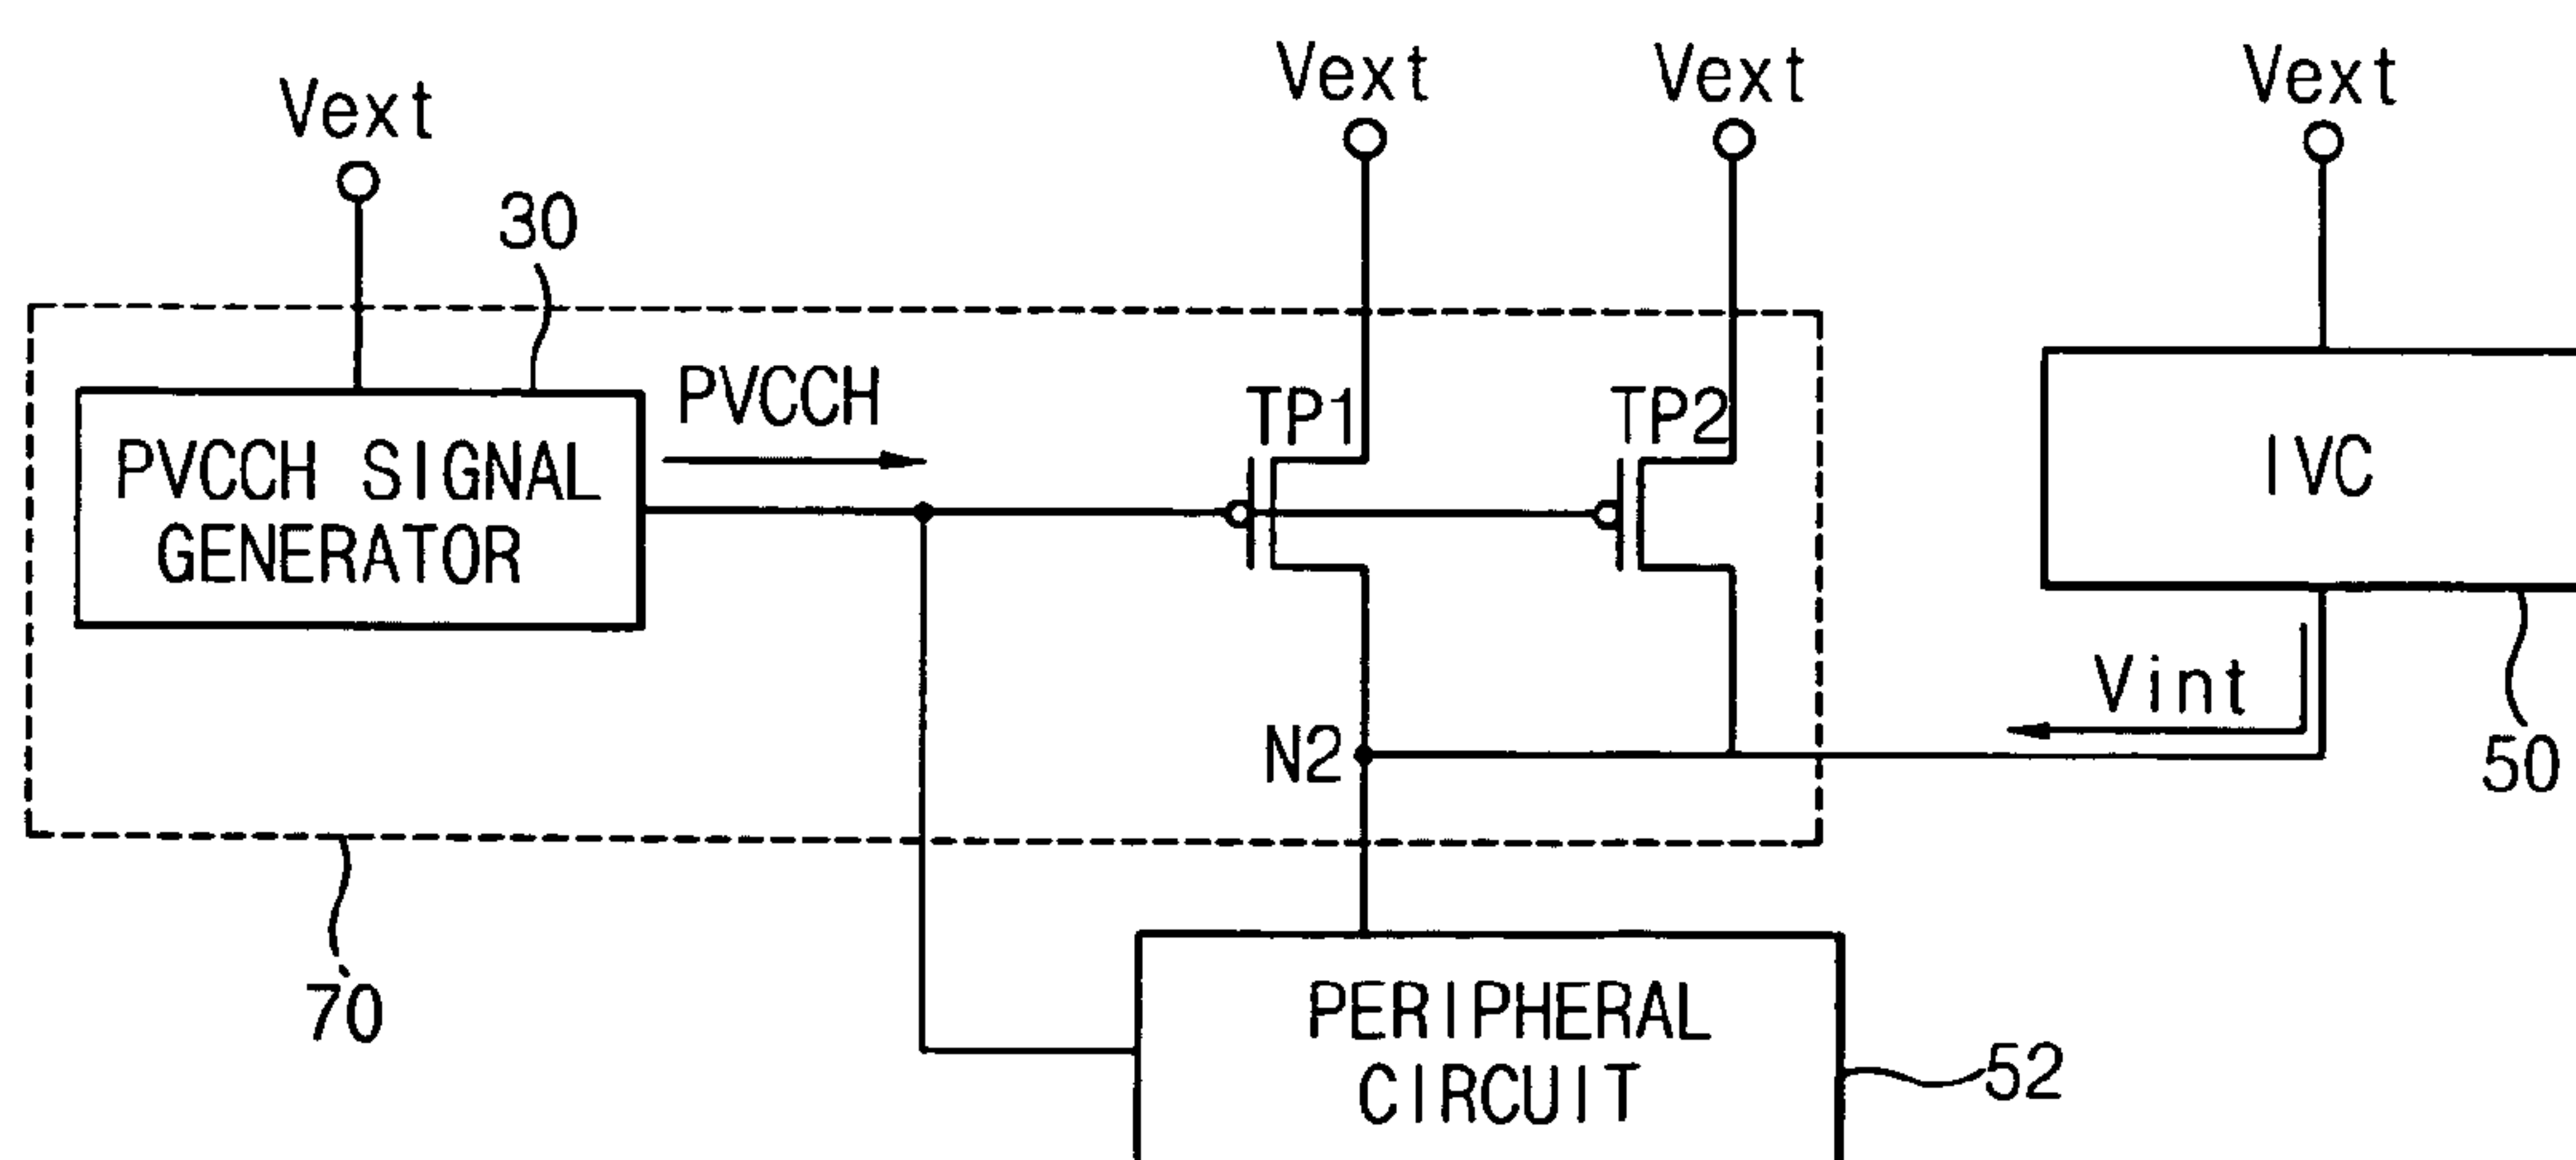 Vext
Vext
Vext
Vext
30
PVCCH
TP1
TP2
PVCCH SIGNAL
GENERATOR
IVC
Vint
N2
50
70
PERIPHERAL
CIRCUIT
52